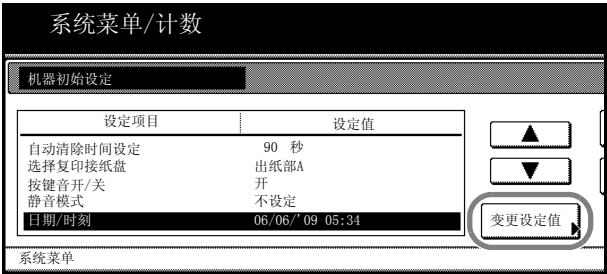 系统菜单/计数
机器初始设定
设定项目 设定值
自动清除时间设定 90 秒
选择复印接纸盘 出纸部A
按键音开/关 开
静音模式 不设定
日期/时刻 06/06/'09 05:34
变更设定值
系统菜单